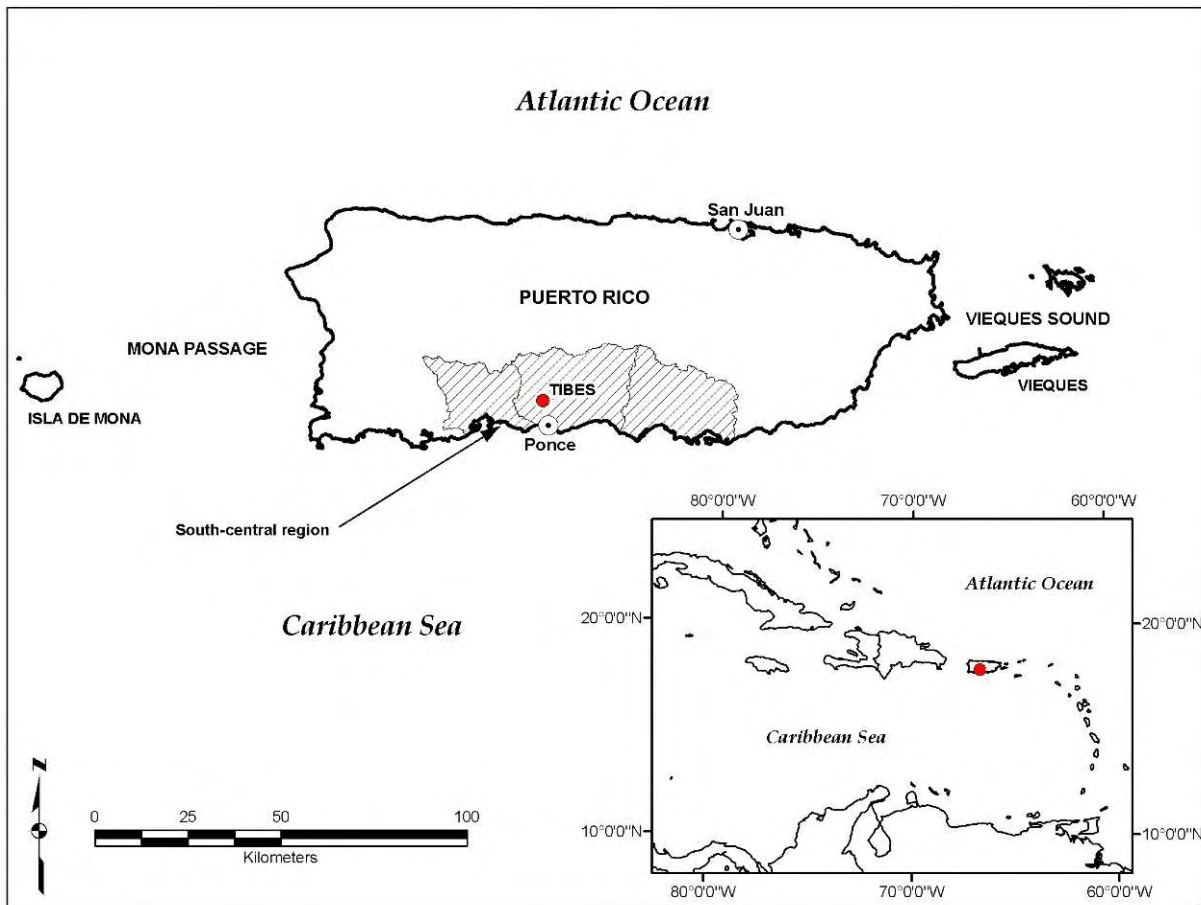 Atlantic Ocean
San Juan
PUERTO RICO
VIEQUES SOUND
MONA PASSAGE
TIBES
VIEQUES
ISLA DE MONA
Ponce
South-central region
80°0'0"W 70°0'0"W 60°0'0"W
Atlantic Ocean
20°0'0"N 20°0'0"N
Caribbean Sea
Caribbean Sea
N
0 25 50 100
Kilometers
10°0'0"N 10°0'0"N
80°0'0"W 70°0'0"W 60°0'0"W